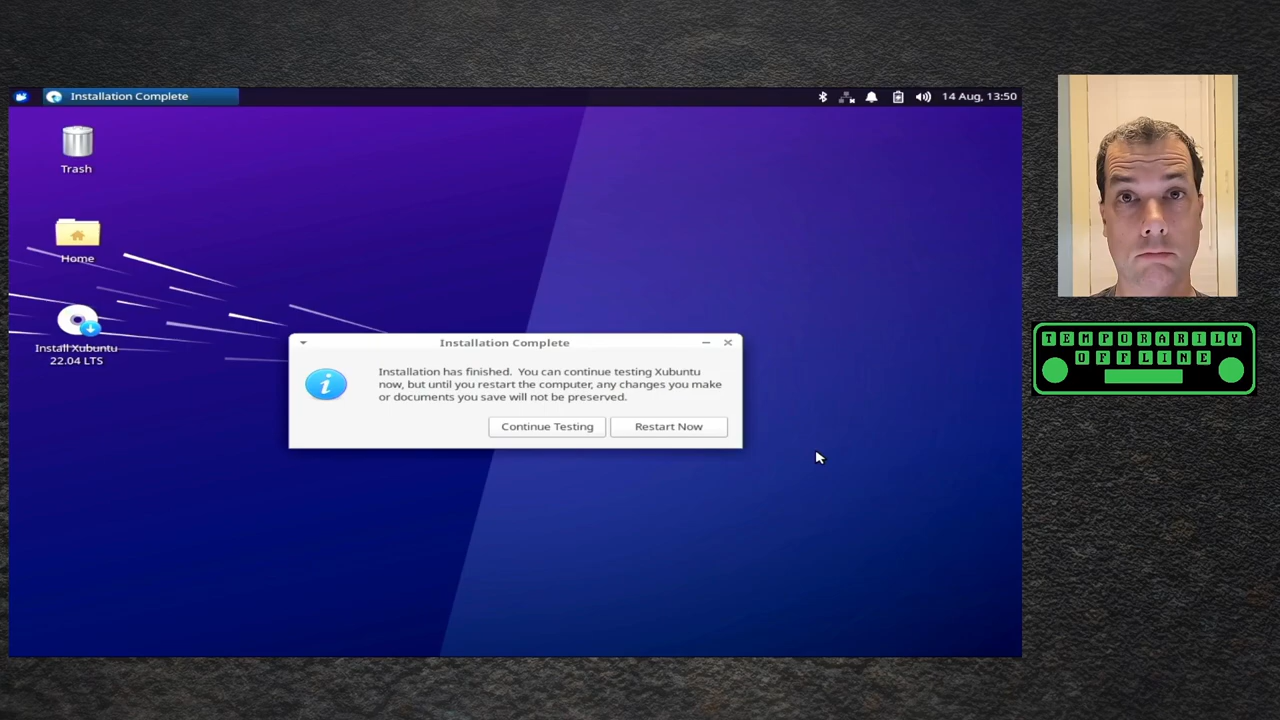 Installation Complete
14 Aug, 13:50
Trash
Home
Install Xubuntu
22.04 LTS
Installation Complete
Installation has finished.  You can continue testing Xubuntu
now, but until you restart the computer, any changes you make
or documents you save will not be preserved.
Continue Testing
Restart Now
TEMPORARILY
OFFLINE